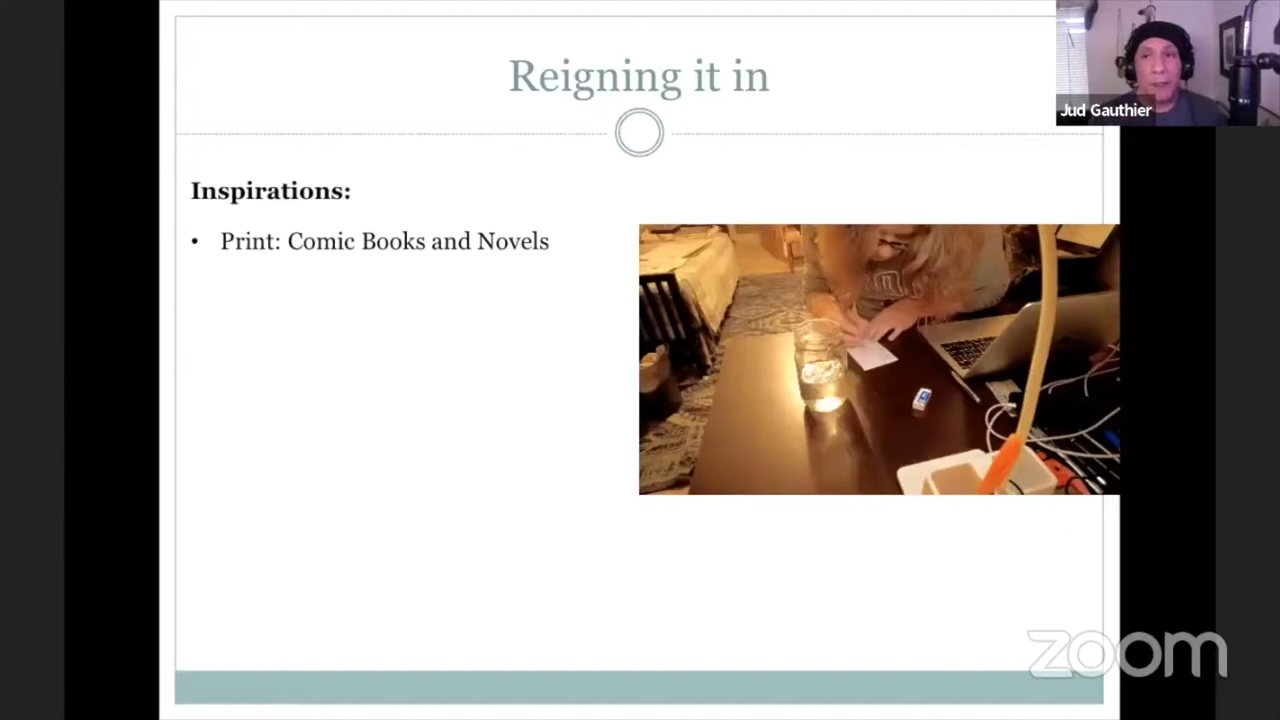 Reigning it in
Jud Gauthier
Inspirations:
• Print: Comic Books and Novels
zoom